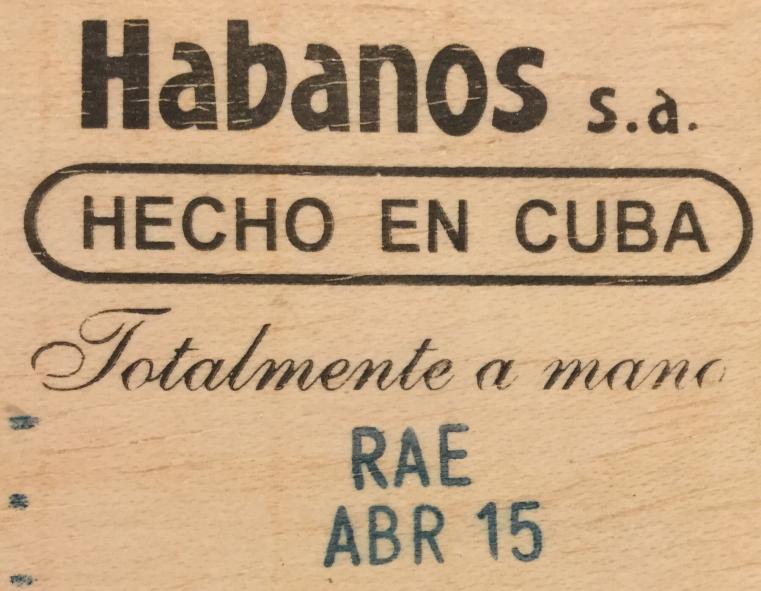 Habanos s.a.
HECHO EN CUBA
Totalmente a mano
RAE
ABR 15